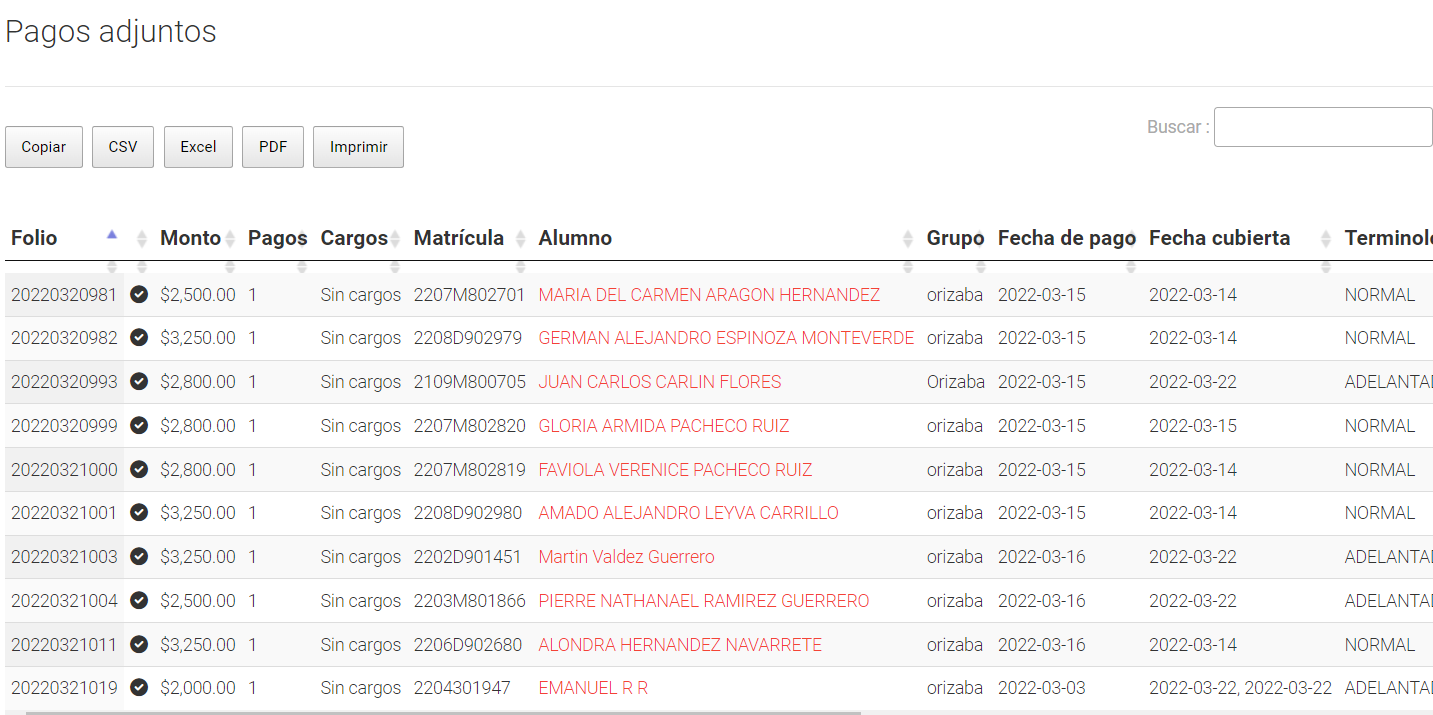 Pagos adjuntos
Buscar :
Copiar CSV Excel PDF Imprimir
Folio Monto Pagos Cargos Matrícula Alumno Grupo Fecha de pago Fecha cubierta Terminolo
20220320981 $2,500.00 1 Sin cargos 2207M802701 MARIA DEL CARMEN ARAGON HERNANDEZ orizaba 2022-03-15 2022-03-14 NORMAL
20220320982 $3,250.00 1 Sin cargos 2208D902979 GERMAN ALEJANDRO ESPINOZA MONTEVERDE orizaba 2022-03-15 2022-03-14 NORMAL
20220320993 $2,800.00 1 Sin cargos 2109M800705 JUAN CARLOS CARLIN FLORES Orizaba 2022-03-15 2022-03-22 ADELANTAD
20220320999 $2,800.00 1 Sin cargos 2207M802820 GLORIA ARMIDA PACHECO RUIZ orizaba 2022-03-15 2022-03-15 NORMAL
20220321000 $2,800.00 1 Sin cargos 2207M802819 FAVIOLA VERENICE PACHECO RUIZ orizaba 2022-03-15 2022-03-14 NORMAL
20220321001 $3,250.00 1 Sin cargos 2208D902980 AMADO ALEJANDRO LEYVA CARRILLO orizaba 2022-03-15 2022-03-14 NORMAL
20220321003 $3,250.00 1 Sin cargos 2202D901451 Martin Valdez Guerrero orizaba 2022-03-16 2022-03-22 ADELANTAD
20220321004 $2,500.00 1 Sin cargos 2203M801866 PIERRE NATHANAEL RAMIREZ GUERRERO orizaba 2022-03-16 2022-03-22 ADELANTAD
20220321011 $3,250.00 1 Sin cargos 2206D902680 ALONDRA HERNANDEZ NAVARRETE orizaba 2022-03-16 2022-03-14 NORMAL
20220321019 $2,000.00 1 Sin cargos 2204301947 EMANUEL R R orizaba 2022-03-03 2022-03-22, 2022-03-22 ADELANTAD